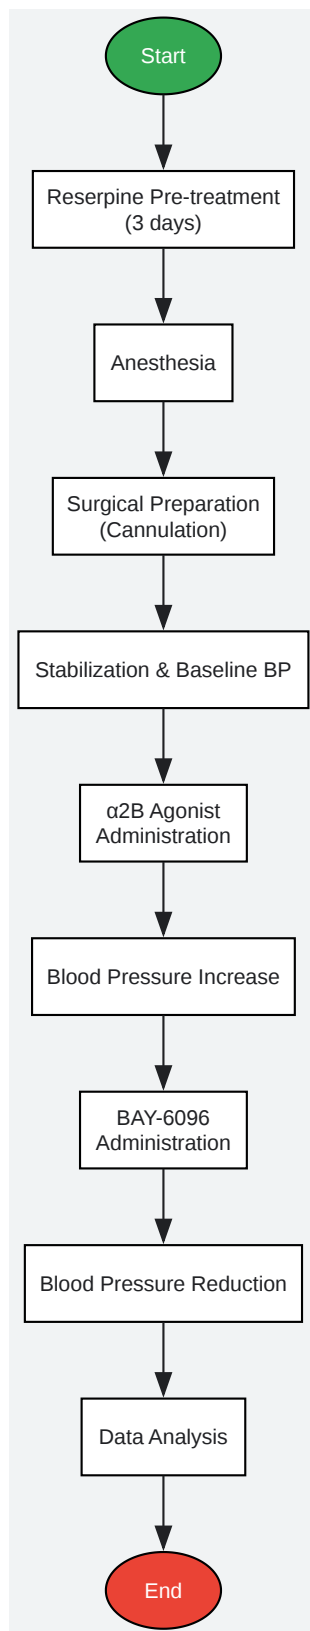 Start
Reserpine Pre-treatment
(3 days)
Anesthesia
Surgical Preparation
(Cannulation)
Stabilization & Baseline BP
α2B Agonist
Administration
Blood Pressure Increase
BAY-6096
Administration
Blood Pressure Reduction
Data Analysis
End